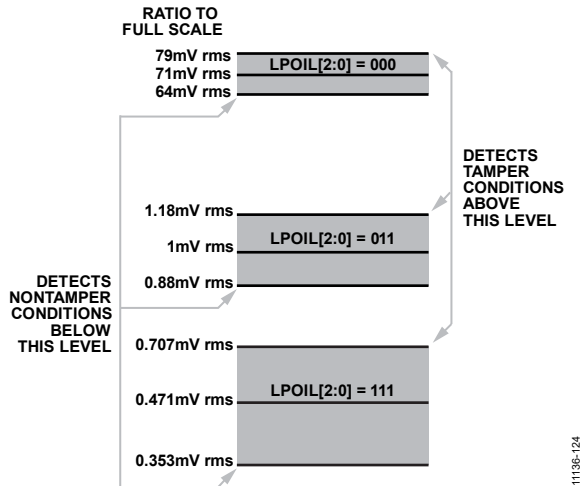 RATIO TO
FULL SCALE
79mV rms
71mV rms
64mV rms
LPOIL[2:0] = 000
DETECTS
TAMPER
CONDITIONS
ABOVE
THIS LEVEL
1.18mV rms
1mV rms
0.88mV rms
LPOIL[2:0] = 011
DETECTS
NONTAMPER
CONDITIONS
BELOW
THIS LEVEL
0.707mV rms
0.471mV rms
0.353mV rms
LPOIL[2:0] = 111
11136-124